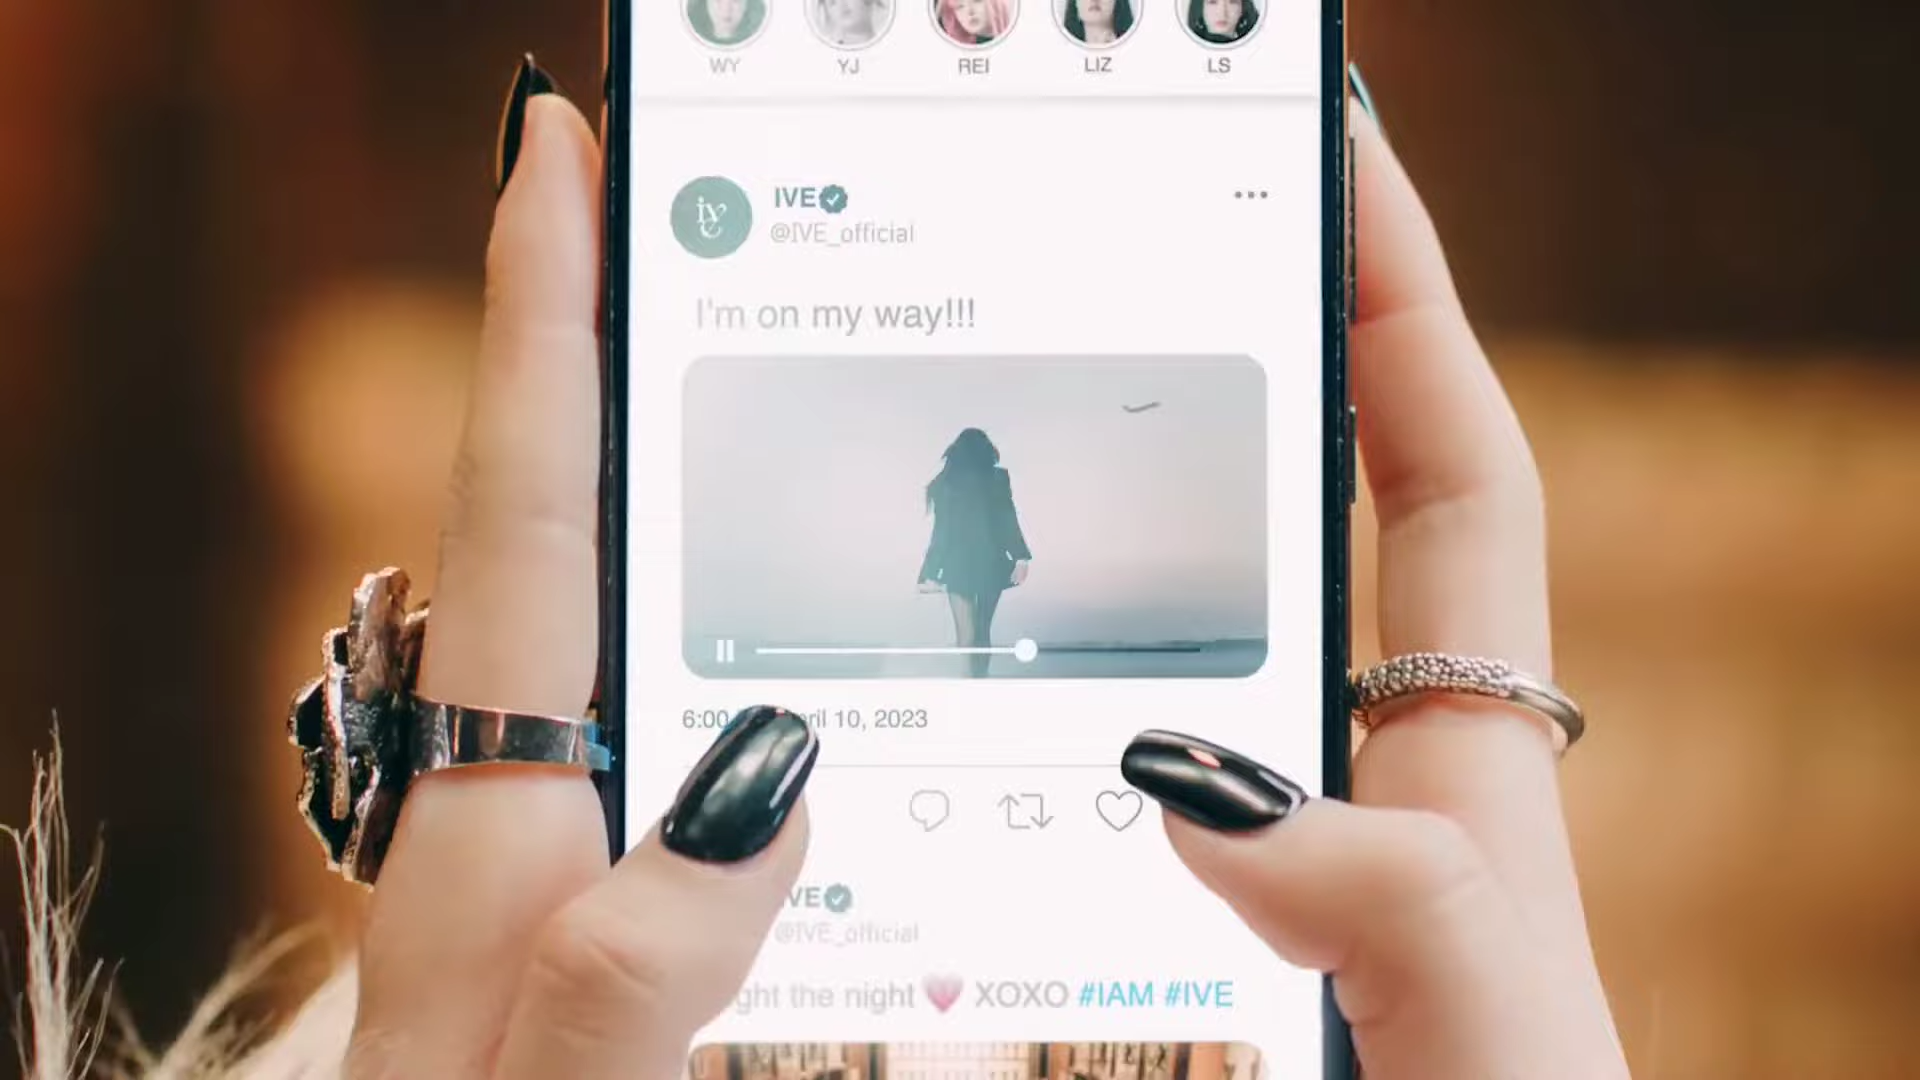 WY YJ REI LIZ LS
ive
IVE
@IVE_official
I'm on my way!!!
6:00 ril 10, 2023
VE
@IVE_official
ght the night XOXO #IAM #IVE